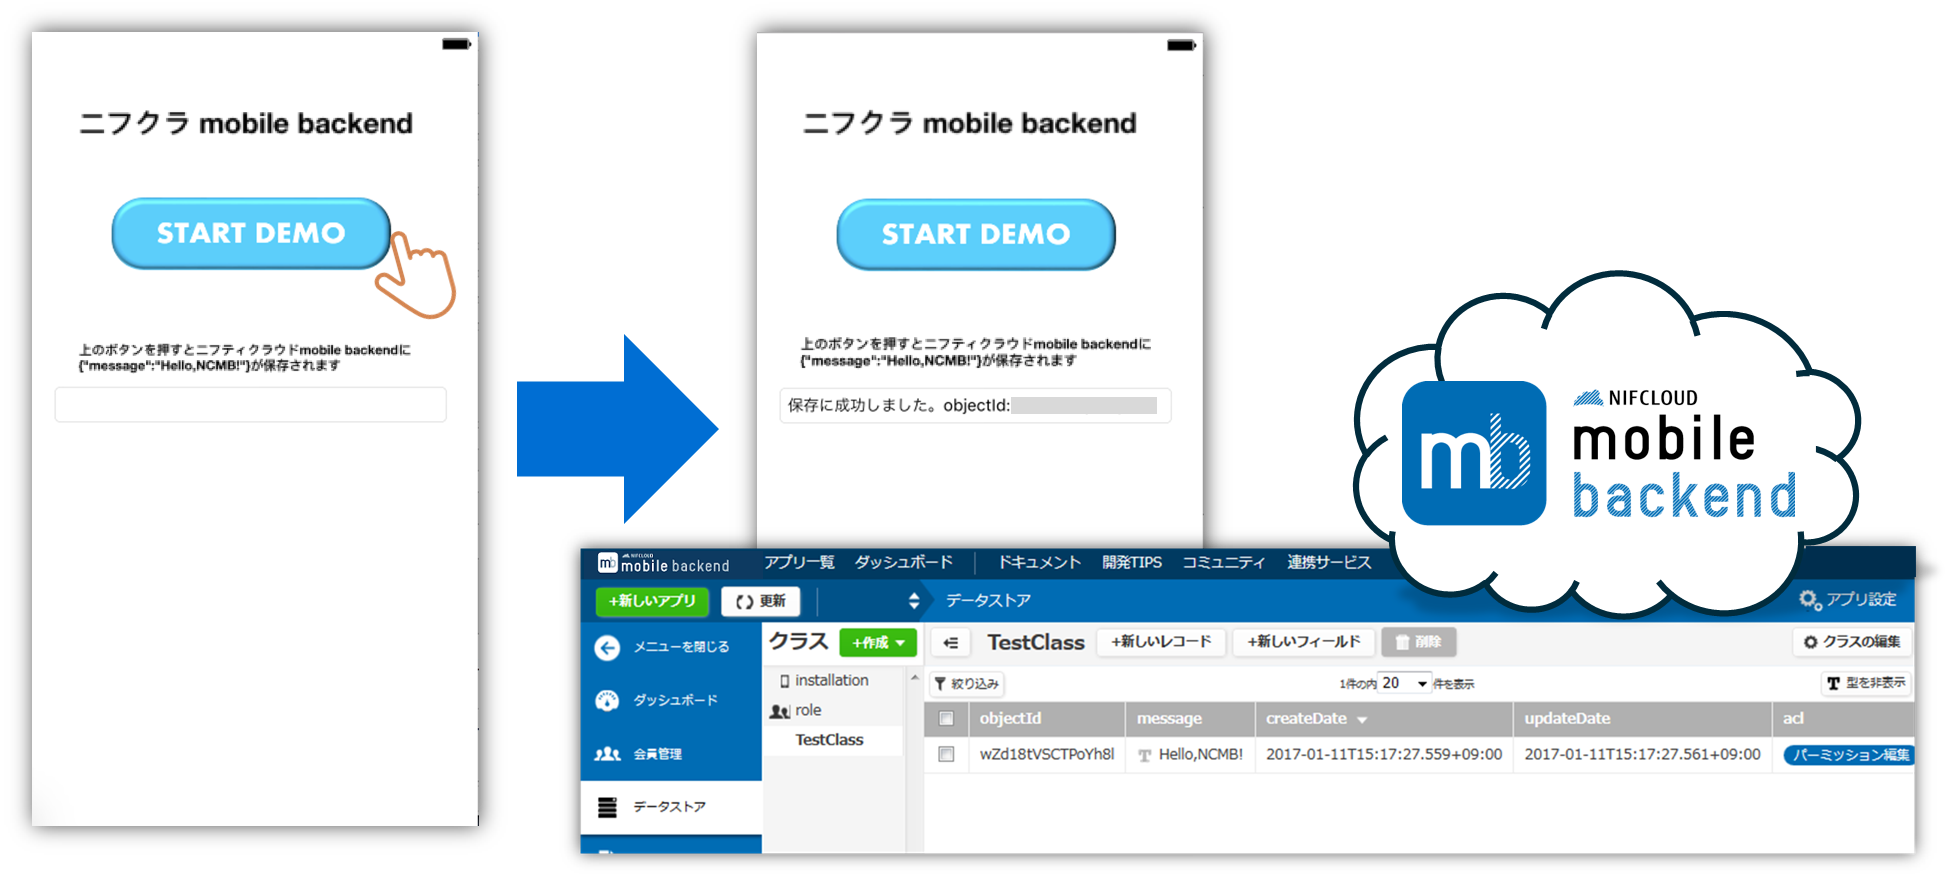 ニフクラ mobile backend
START DEMO
上のボタンを押すとニフティクラウドmobile backendに
{"message":"Hello,NCMB!"}が保存されます
ニフクラ mobile backend
START DEMO
上のボタンを押すとニフティクラウドmobile backendに
{"message":"Hello,NCMB!"}が保存されます
保存に成功しました。objectId:
mb
NIFCLOUD
mobile
backend
mb NIFCLOUD
mobile backend アプリ一覧 ダッシュボード ドキュメント 開発TIPS コミュニティ 連携サービス
+新しいアプリ 更新 データストア アプリ設定
メニューを閉じる
ダッシュボード
会員管理
データストア
クラス +作成
installation
role
TestClass
TestClass +新しいレコード +新しいフィールド 削除 クラスの編集
絞り込み 1件の内 20 件を表示 型を非表示
objectId message createDate updateDate acl
wZd18tVSCTPoYh8l Hello,NCMB! 2017-01-11T15:17:27.559+09:00 2017-01-11T15:17:27.561+09:00 パーミッション編集